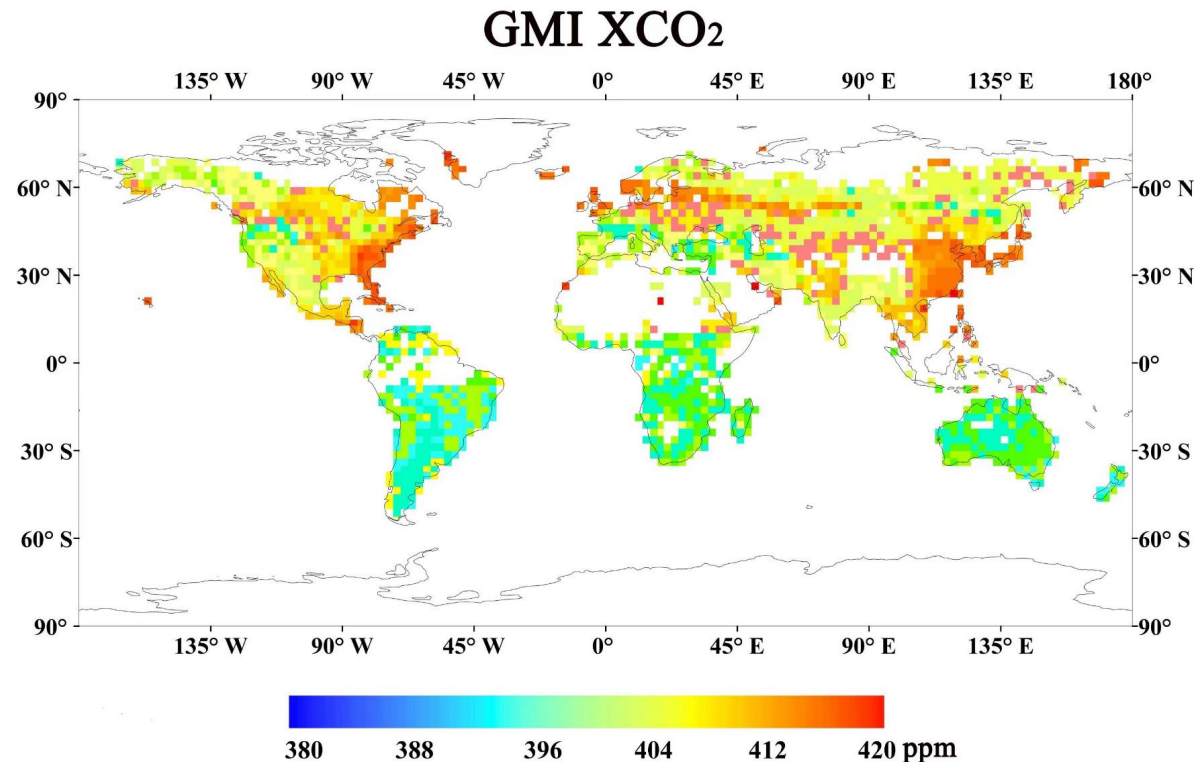 GMI XCO₂
135° W 90° W 45° W 0° 45° E 90° E 135° E 180°
90° 90°
60° N 60° N
30° N 30° N
0° 0°
30° S 30° S
60° S 60° S
90° 90°
135° W 90° W 45° W 0° 45° E 90° E 135° E
380 388 396 404 412 420 ppm